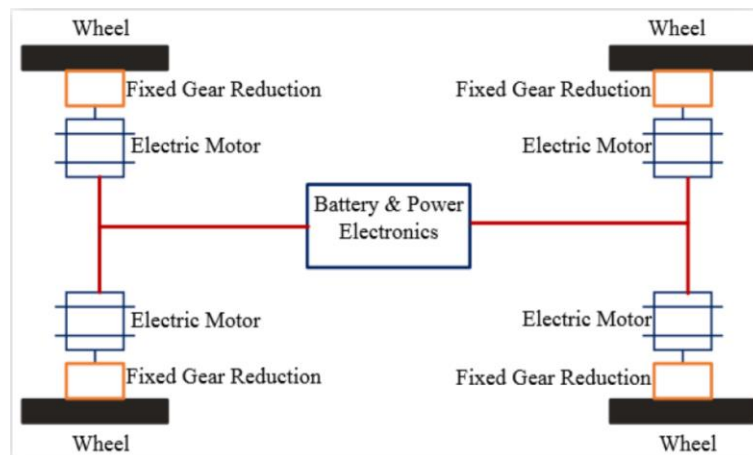 Wheel
Wheel
Fixed Gear Reduction
Fixed Gear Reduction
Electric Motor
Electric Motor
Battery & Power
Electronics
Electric Motor
Electric Motor
Fixed Gear Reduction
Fixed Gear Reduction
Wheel
Wheel